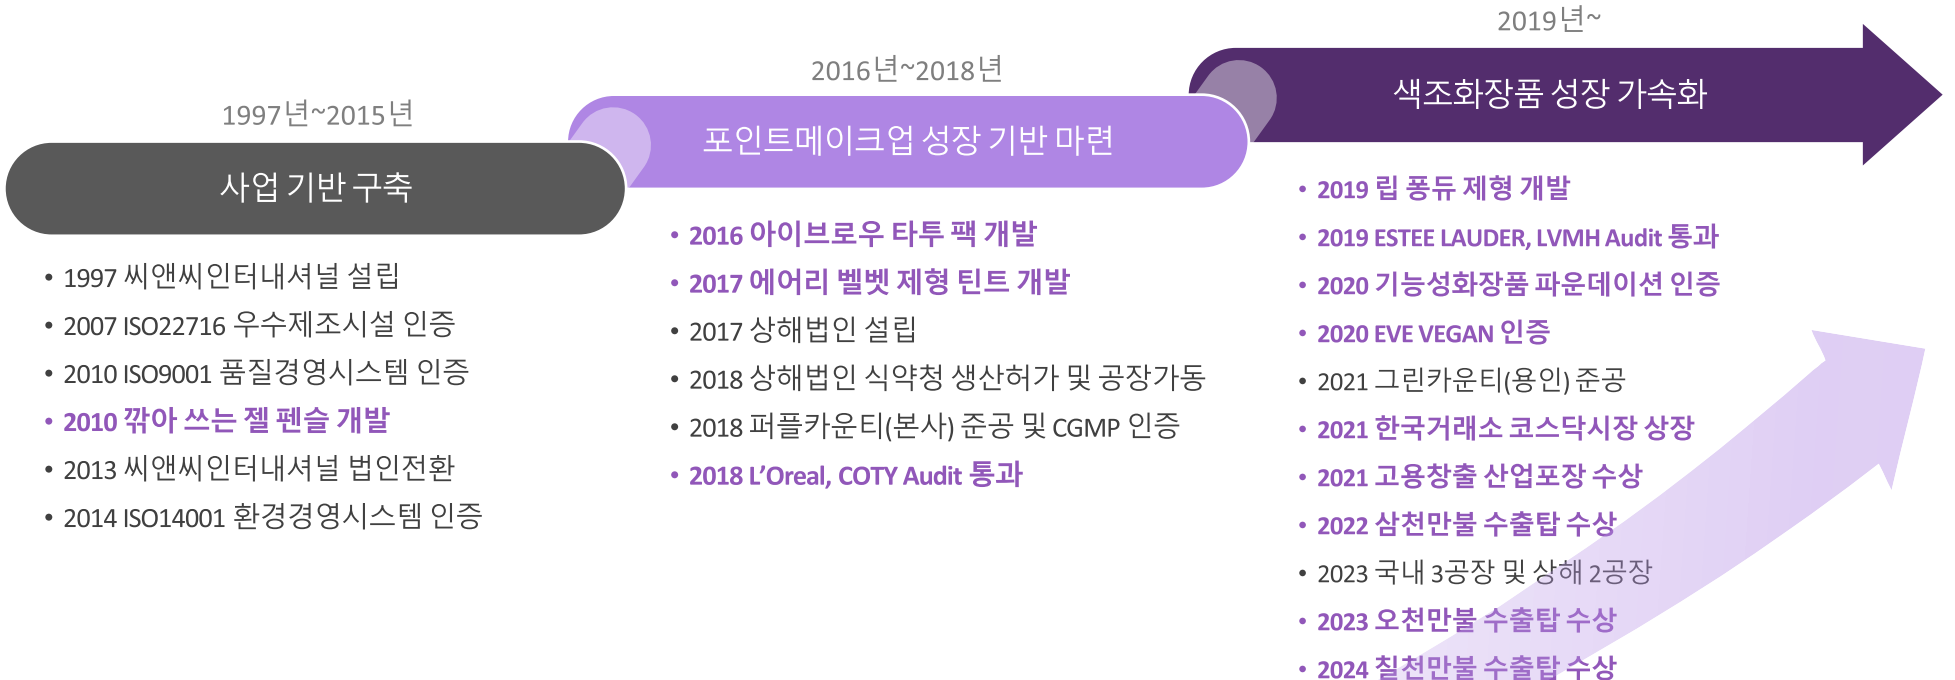 1997년~2015년
사업 기반 구축
• 1997 씨앤씨인터내셔널 설립
• 2007 ISO22716 우수제조시설 인증
• 2010 ISO9001 품질경영시스템 인증
• 2010 깎아 쓰는 젤 펜슬 개발
• 2013 씨앤씨인터내셔널 법인전환
• 2014 ISO14001 환경경영시스템 인증
2016년~2018년
포인트메이크업 성장 기반 마련
• 2016 아이브로우 타투 팩 개발
• 2017 에어리 벨벳 제형 틴트 개발
• 2017 상해법인 설립
• 2018 상해법인 식약청 생산허가 및 공장가동
• 2018 퍼플카운티(본사) 준공 및 CGMP 인증
• 2018 L’Oreal, COTY Audit 통과
2019년~
색조화장품 성장 가속화
• 2019 립 퐁듀 제형 개발
• 2019 ESTEE LAUDER, LVMH Audit 통과
• 2020 기능성화장품 파운데이션 인증
• 2020 EVE VEGAN 인증
• 2021 그린카운티(용인) 준공
• 2021 한국거래소 코스닥시장 상장
• 2021 고용창출 산업포장 수상
• 2022 삼천만불 수출탑 수상
• 2023 국내 3공장 및 상해 2공장
• 2023 오천만불 수출탑 수상
• 2024 칠천만불 수출탑 수상